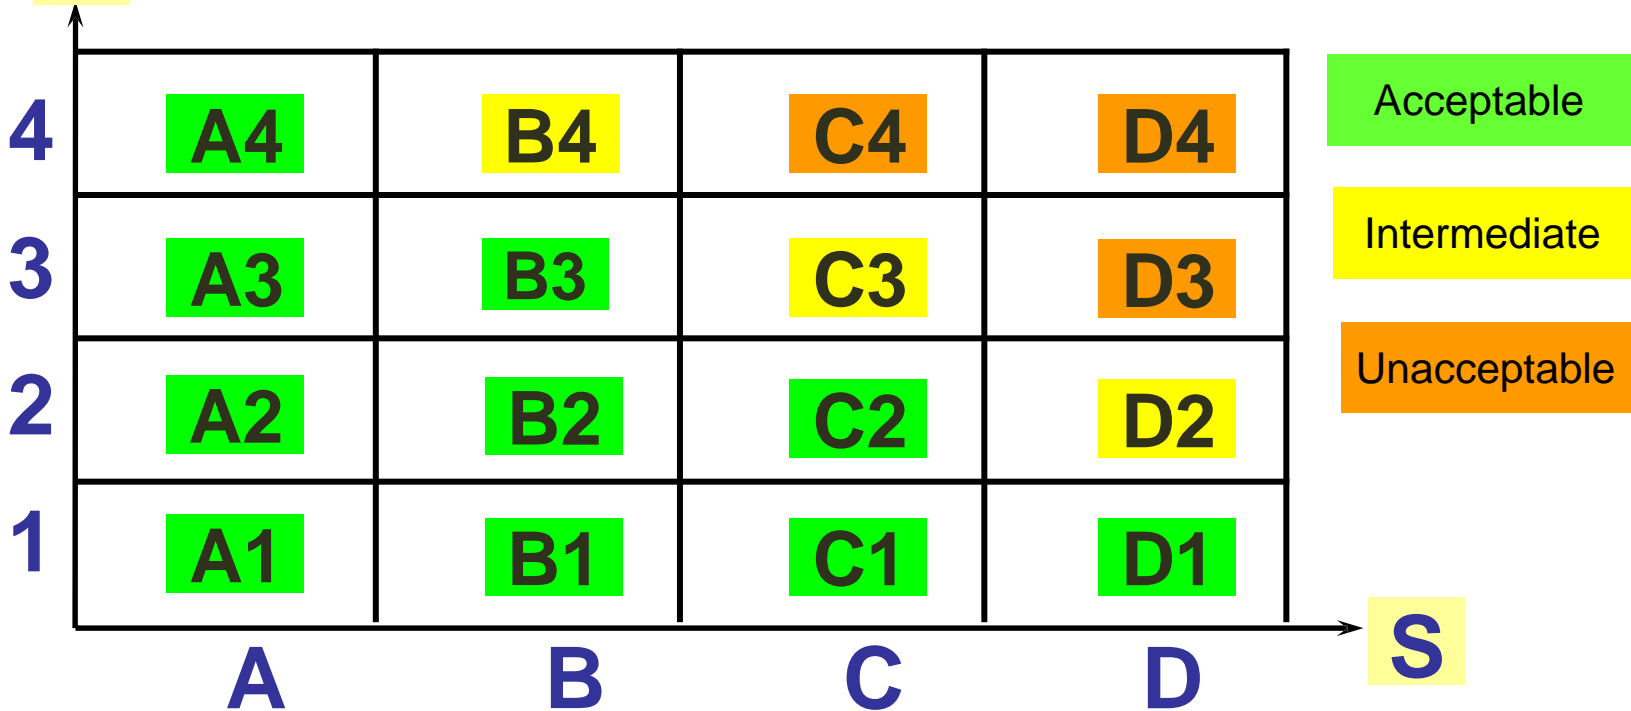 4 A4 B4 C4 D4 Acceptable
3 A3 B3 C3 D3 Intermediate
2 A2 B2 C2 D2 Unacceptable
1 A1 B1 C1 D1
A B C D S